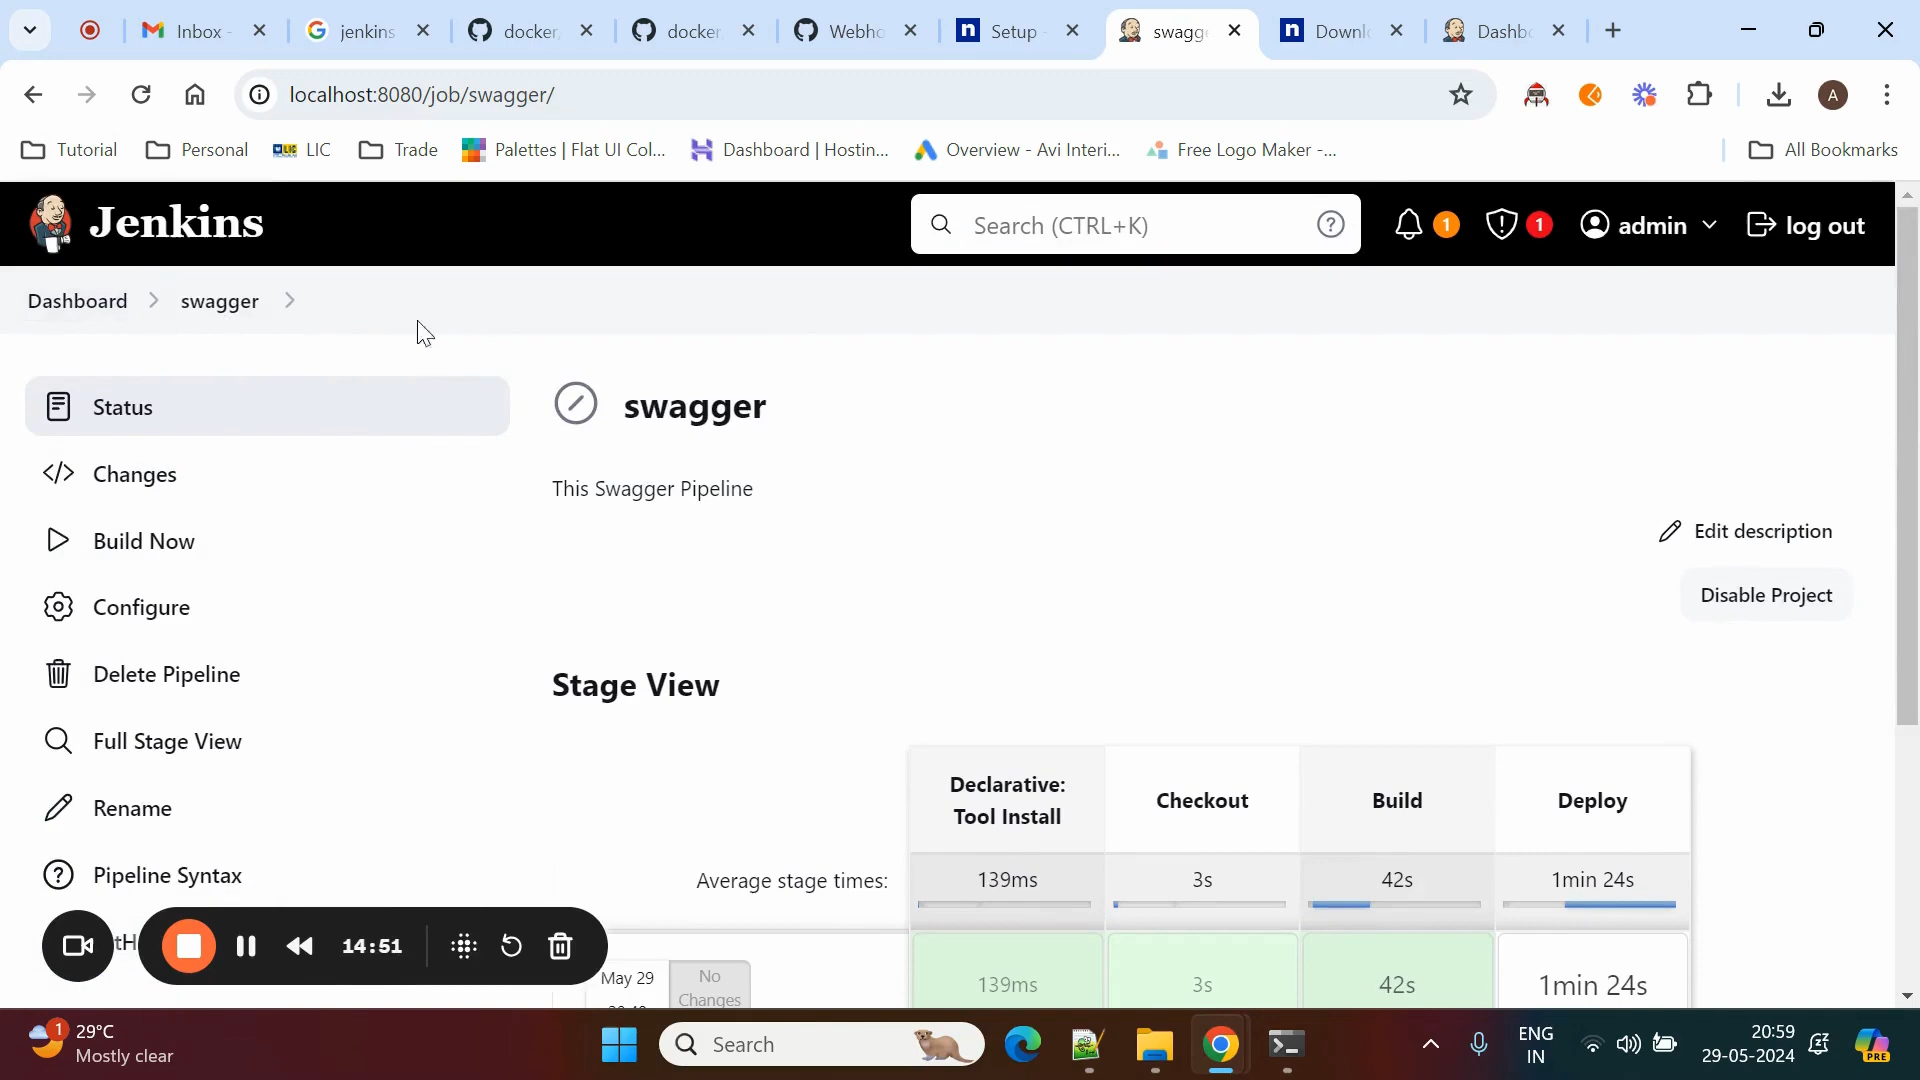 Inbox -
jenkins
docker
docker
Webho
Setup -
swagg
Downl
Dashb
localhost:8080/job/swagger/
A
Tutorial
Personal
LIC
Trade
Palettes | Flat UI Col...
Dashboard | Hostin...
Overview - Avi Interi...
Free Logo Maker -...
All Bookmarks
Jenkins
Search (CTRL+K)
1
1
admin
log out
Dashboard
swagger
Status
Changes
Build Now
Configure
Delete Pipeline
Full Stage View
Rename
Pipeline Syntax
tH
swagger
This Swagger Pipeline
Edit description
Disable Project
Stage View
Declarative:
Tool Install
Checkout
Build
Deploy
Average stage times:
139ms
3s
42s
1min 24s
May 29
No
Changes
139ms
3s
42s
1min 24s
14:51
1
29°C
Mostly clear
Search
ENG
IN
20:59
29-05-2024
PRE